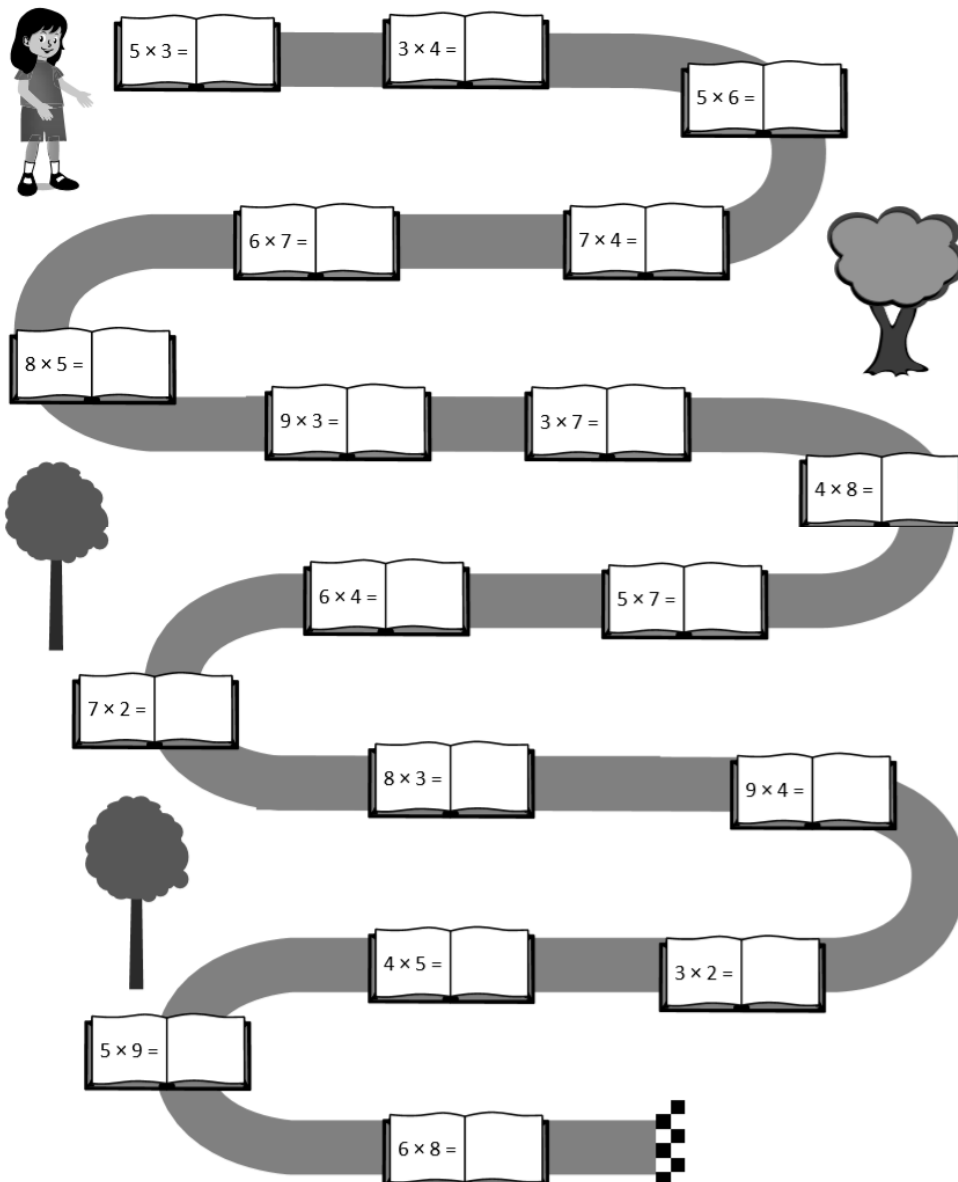 5 × 3 =
3 × 4 =
5 × 6 =
7 × 4 =
6 × 7 =
8 × 5 =
9 × 3 =
3 × 7 =
4 × 8 =
5 × 7 =
6 × 4 =
7 × 2 =
8 × 3 =
9 × 4 =
3 × 2 =
4 × 5 =
5 × 9 =
6 × 8 =